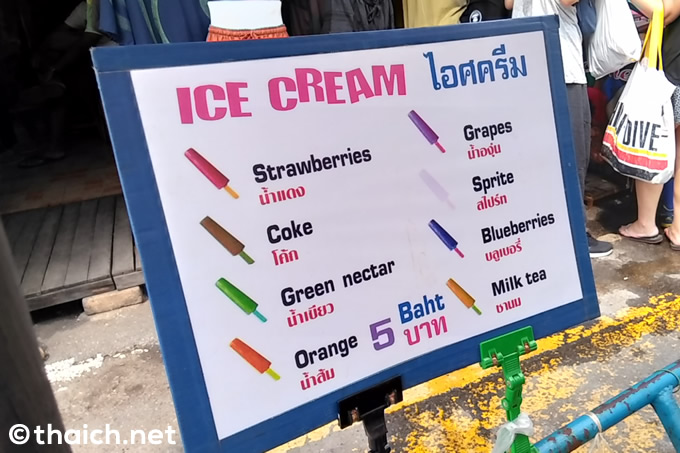 ICE CREAM ไอศครีม
Strawberries
น้ำแดง
Coke
โค้ก
Green nectar
น้ำเขียว
Orange
น้ำส้ม
Grapes
น้ำองุ่น
Sprite
สไปร์ท
Blueberries
บลูเบอรี่
Milk tea
ชานม
5 Baht
บาท
DIVE
©thaich.net